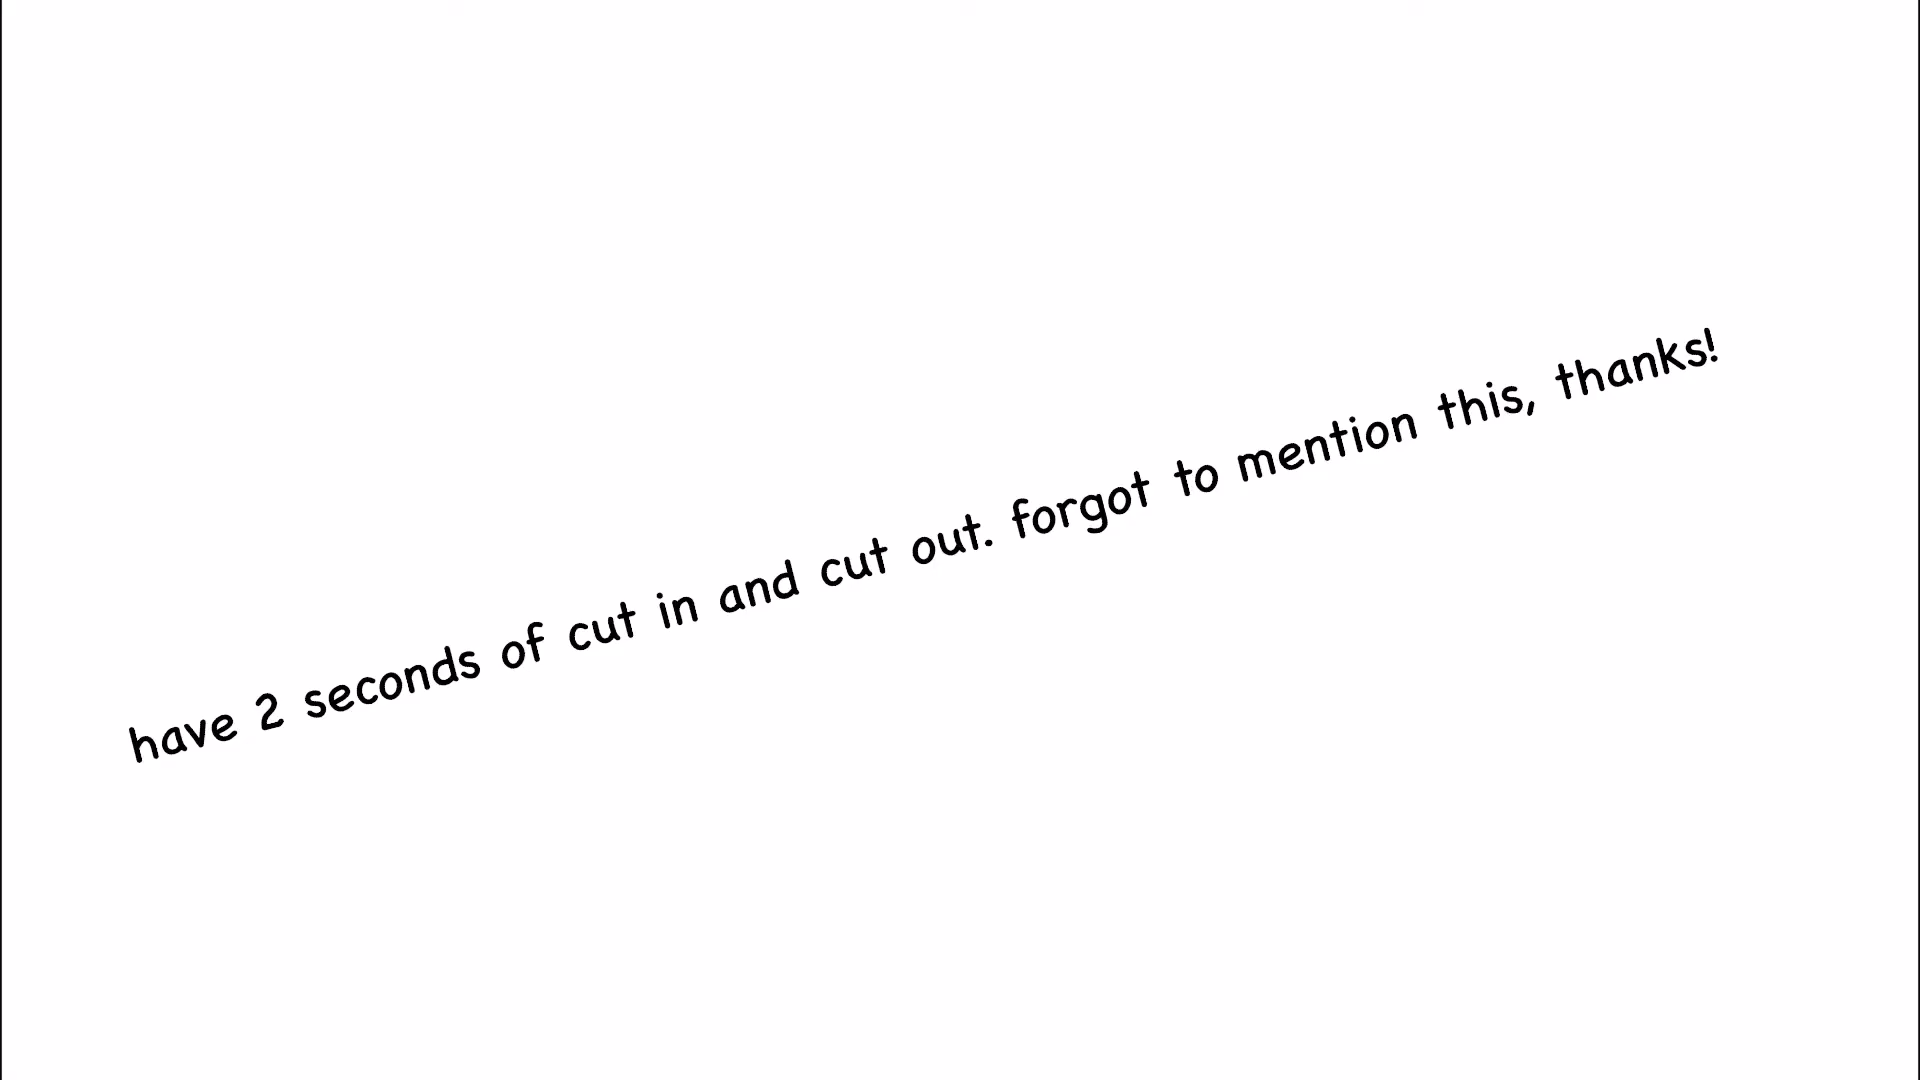 have 2 seconds of cut in and cut out. forgot to mention this, thanks!